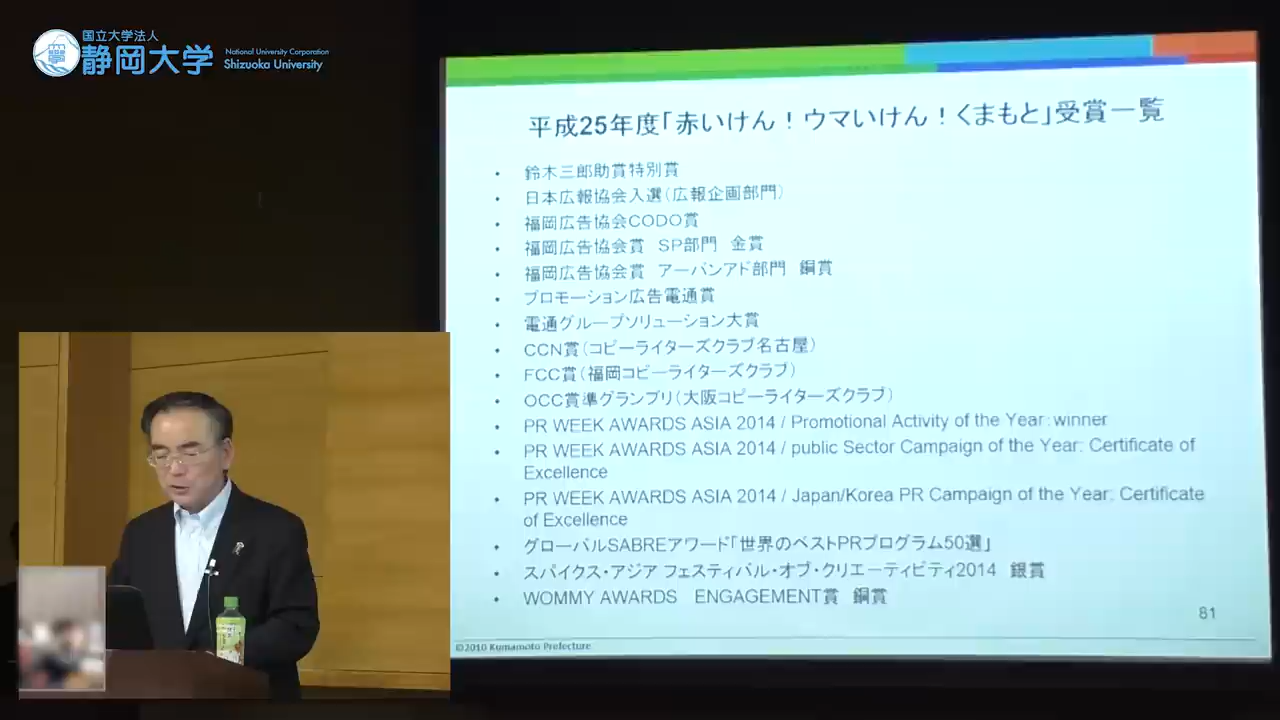 国立大学法人
静岡大学
National University Corporation
Shizuoka University
平成25年度「赤いけん！ウマいけん！くまもと」受賞一覧
• 鈴木三郎助賞特別賞
• 日本広報協会入選（広報企画部門）
• 福岡広告協会CODO賞
• 福岡広告協会賞　SP部門　金賞
• 福岡広告協会賞　アーバンアド部門　銅賞
• プロモーション広告電通賞
• 電通グループソリューション大賞
• CCN賞（コピーライターズクラブ名古屋）
• FCC賞（福岡コピーライターズクラブ）
• OCC賞準グランプリ（大阪コピーライターズクラブ）
• PR WEEK AWARDS ASIA 2014 / Promotional Activity of the Year：winner
• PR WEEK AWARDS ASIA 2014 / public Sector Campaign of the Year: Certificate of
Excellence
• PR WEEK AWARDS ASIA 2014 / Japan/Korea PR Campaign of the Year: Certificate
of Excellence
• グローバルSABREアワード「世界のベストPRプログラム50選」
• スパイクス・アジア フェスティバル・オブ・クリエーティビティ2014　銀賞
• WOMMY AWARDS　ENGAGEMENT賞　銅賞
81
©2010 Kumamoto Prefecture